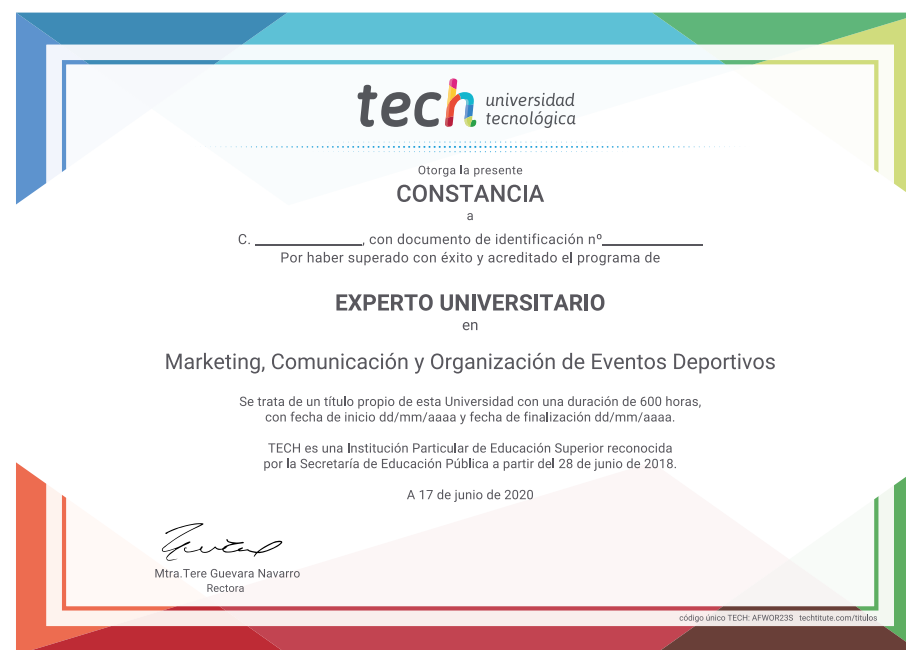 tech universidad
tecnológica
Otorga la presente
CONSTANCIA
a
C. ______________, con documento de identificación nº_____________
Por haber superado con éxito y acreditado el programa de
EXPERTO UNIVERSITARIO
en
Marketing, Comunicación y Organización de Eventos Deportivos
Se trata de un título propio de esta Universidad con una duración de 600 horas,
con fecha de inicio dd/mm/aaaa y fecha de finalización dd/mm/aaaa.
TECH es una Institución Particular de Educación Superior reconocida
por la Secretaría de Educación Pública a partir del 28 de junio de 2018.
A 17 de junio de 2020
Mtra.Tere Guevara Navarro
Rectora
código único TECH: AFWOR23S techtitute.com/titulos